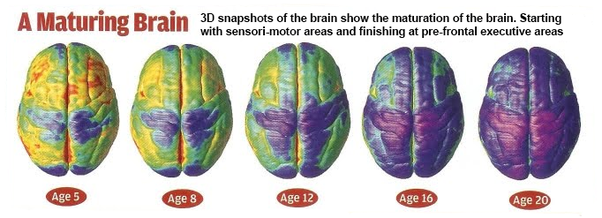 A Maturing Brain
3D snapshots of the brain show the maturation of the brain. Starting
with sensori-motor areas and finishing at pre-frontal executive areas
Age 5
Age 8
Age 12
Age 16
Age 20